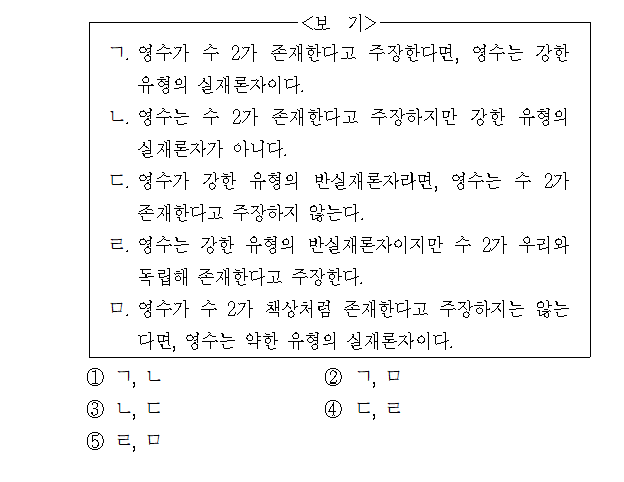 <보 기>
ㄱ. 영수가 수 2가 존재한다고 주장한다면, 영수는 강한
유형의 실재론자이다.
ㄴ. 영수는 수 2가 존재한다고 주장하지만 강한 유형의
실재론자가 아니다.
ㄷ. 영수가 강한 유형의 반실재론자라면, 영수는 수 2가
존재한다고 주장하지 않는다.
ㄹ. 영수는 강한 유형의 반실재론자이지만 수 2가 우리와
독립해 존재한다고 주장한다.
ㅁ. 영수가 수 2가 책상처럼 존재한다고 주장하지는 않는
다면, 영수는 약한 유형의 실재론자이다.
① ㄱ, ㄴ ② ㄱ, ㅁ
③ ㄴ, ㄷ ④ ㄷ, ㄹ
⑤ ㄹ, ㅁ